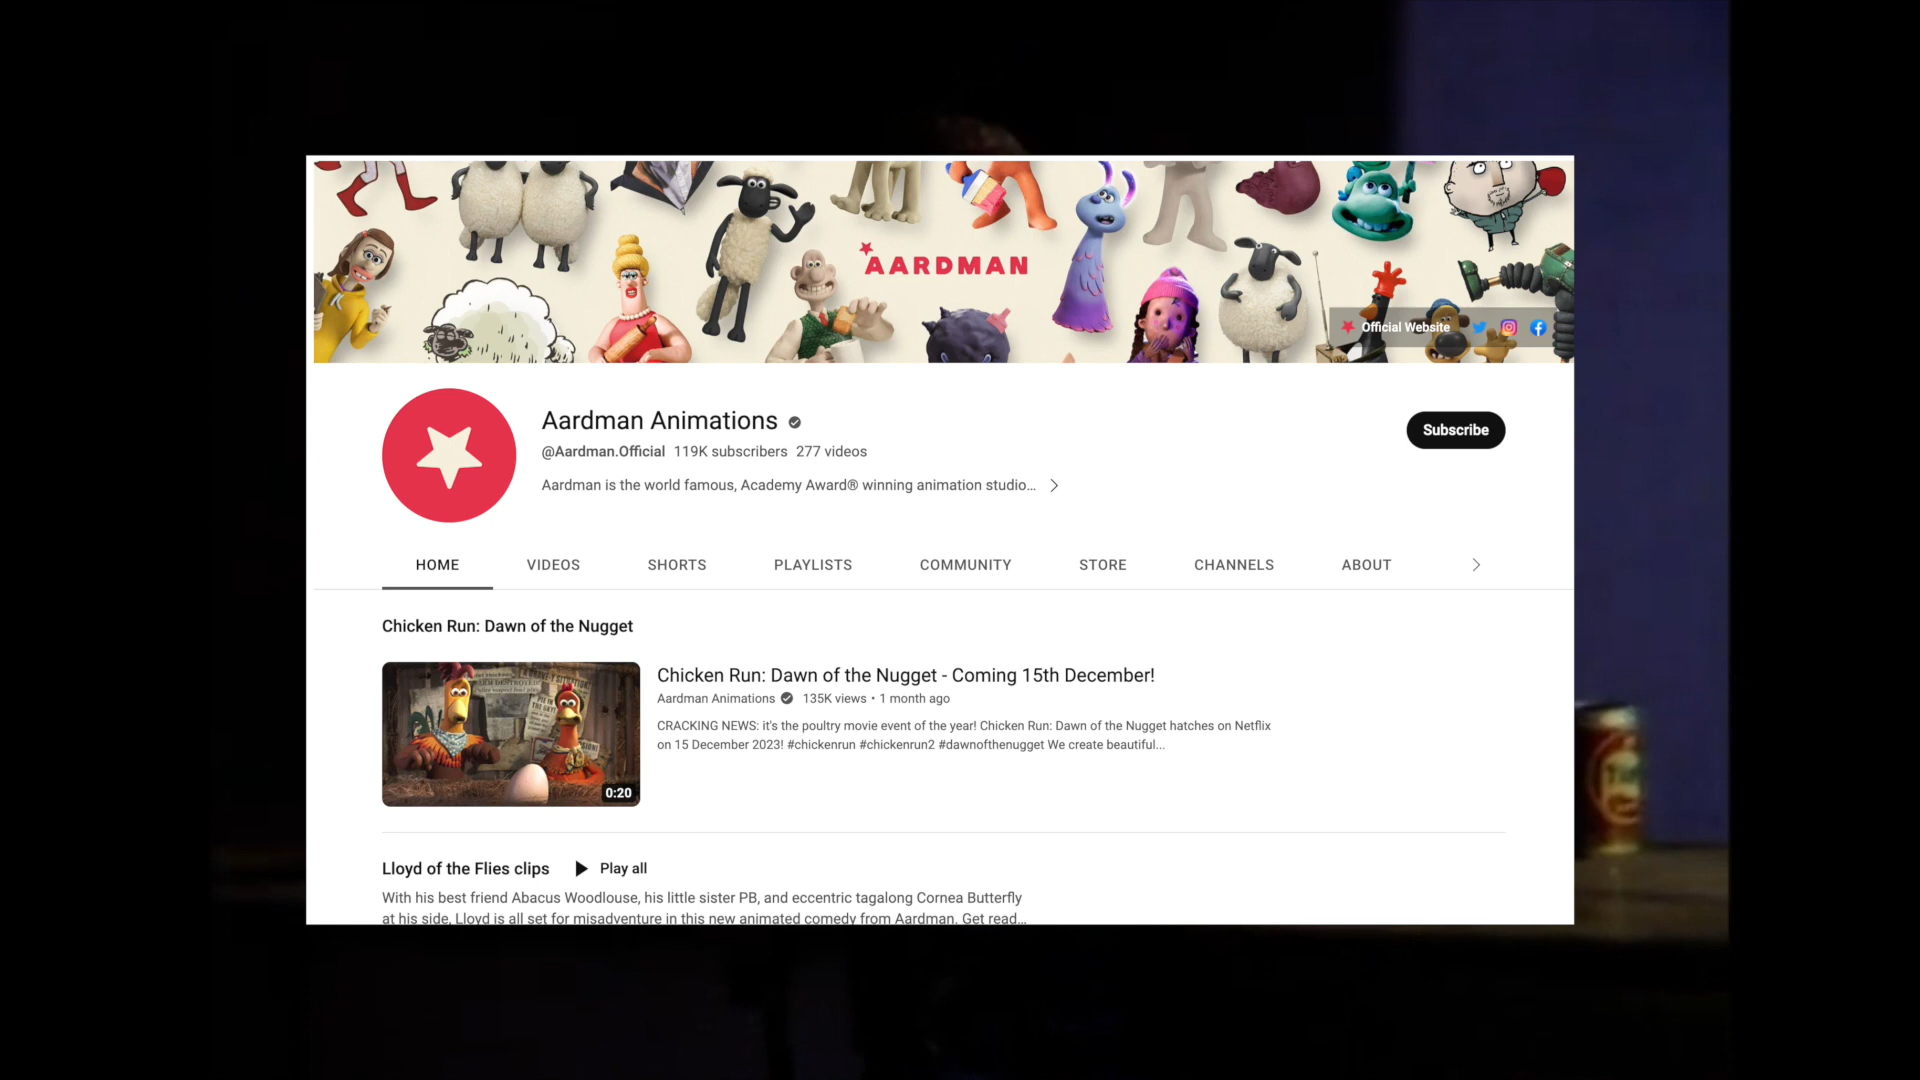 AARDMAN
Official Website
Aardman Animations
@Aardman.Official 119K subscribers 277 videos
Subscribe
Aardman is the world famous, Academy Award® winning animation studio...
HOME VIDEOS SHORTS PLAYLISTS COMMUNITY STORE CHANNELS ABOUT
Chicken Run: Dawn of the Nugget
0:20
Chicken Run: Dawn of the Nugget - Coming 15th December!
Aardman Animations 135K views • 1 month ago
CRACKING NEWS: it's the poultry movie event of the year! Chicken Run: Dawn of the Nugget hatches on Netflix
on 15 December 2023! #chickenrun #chickenrun2 #dawnofthenugget We create beautiful...
Lloyd of the Flies clips Play all
With his best friend Abacus Woodlouse, his little sister PB, and eccentric tagalong Cornea Butterfly
at his side, Lloyd is all set for misadventure in this new animated comedy from Aardman. Get read...